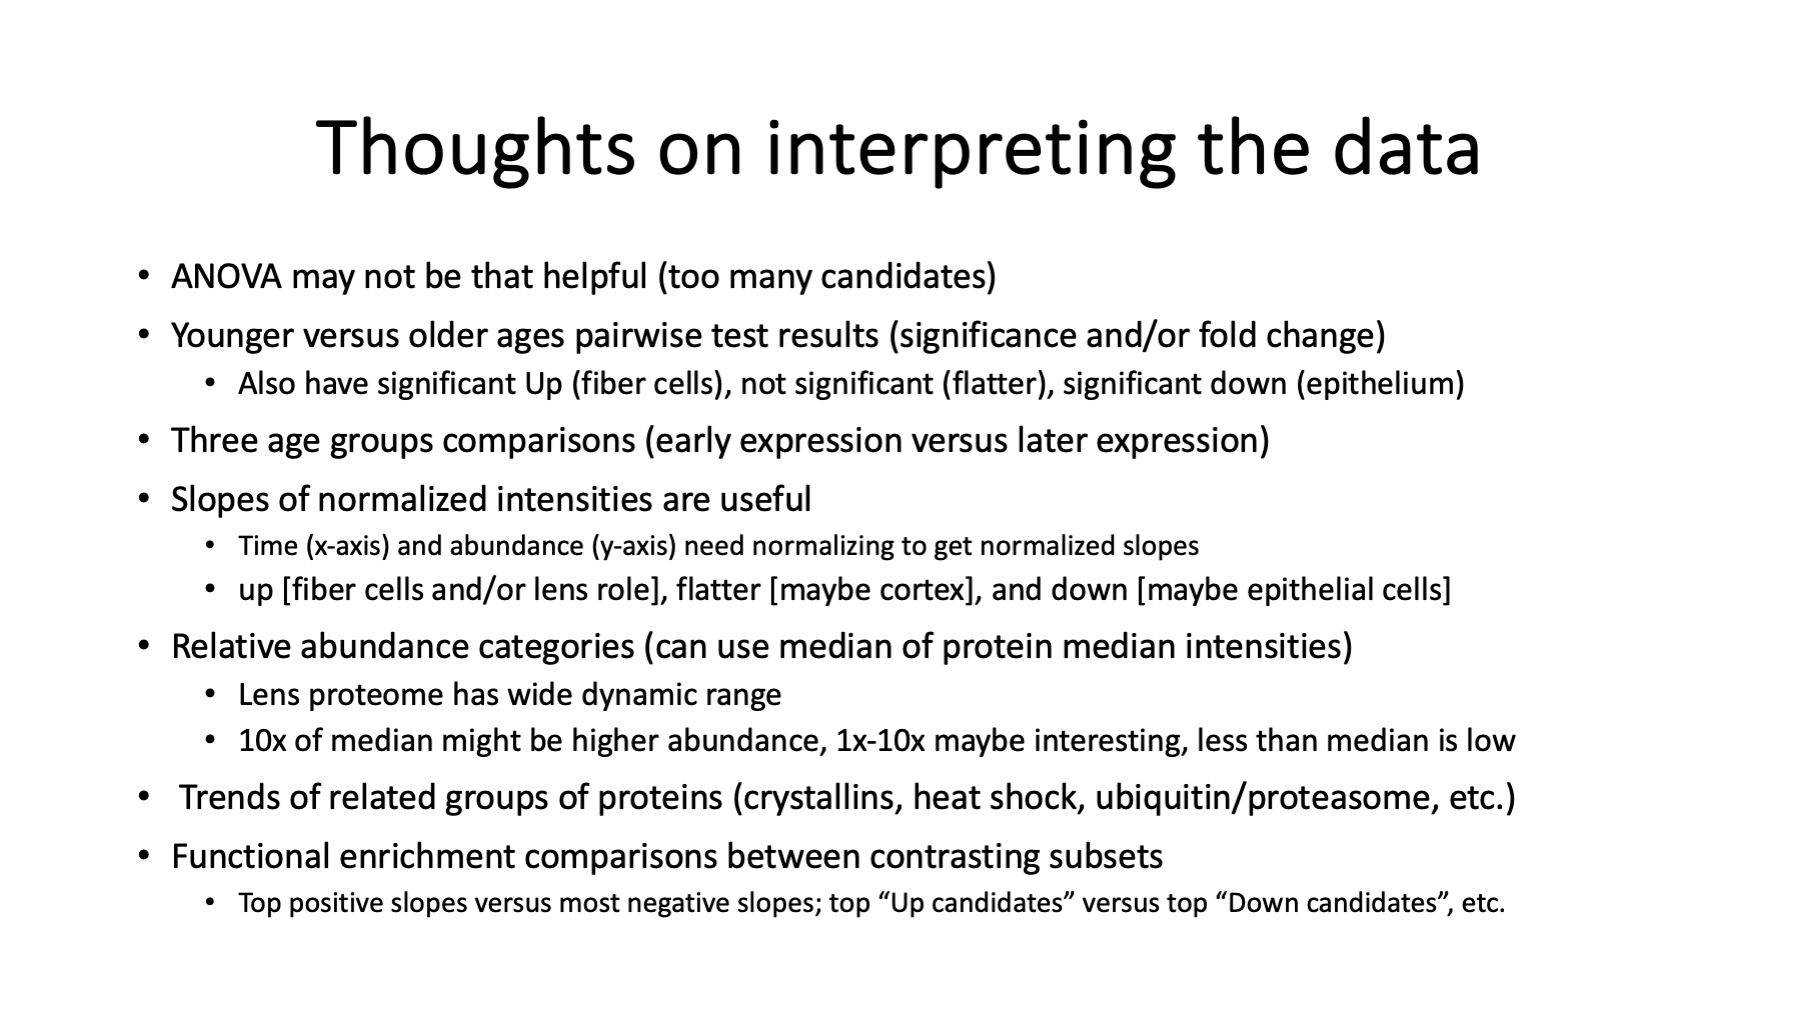 Thoughts on interpreting the data
• ANOVA may not be that helpful (too many candidates)
• Younger versus older ages pairwise test results (significance and/or fold change)
• Also have significant Up (fiber cells), not significant (flatter), significant down (epithelium)
• Three age groups comparisons (early expression versus later expression)
• Slopes of normalized intensities are useful
• Time (x-axis) and abundance (y-axis) need normalizing to get normalized slopes
• up [fiber cells and/or lens role], flatter [maybe cortex], and down [maybe epithelial cells]
• Relative abundance categories (can use median of protein median intensities)
• Lens proteome has wide dynamic range
• 10x of median might be higher abundance, 1x-10x maybe interesting, less than median is low
• Trends of related groups of proteins (crystallins, heat shock, ubiquitin/proteasome, etc.)
• Functional enrichment comparisons between contrasting subsets
• Top positive slopes versus most negative slopes; top “Up candidates” versus top “Down candidates”, etc.